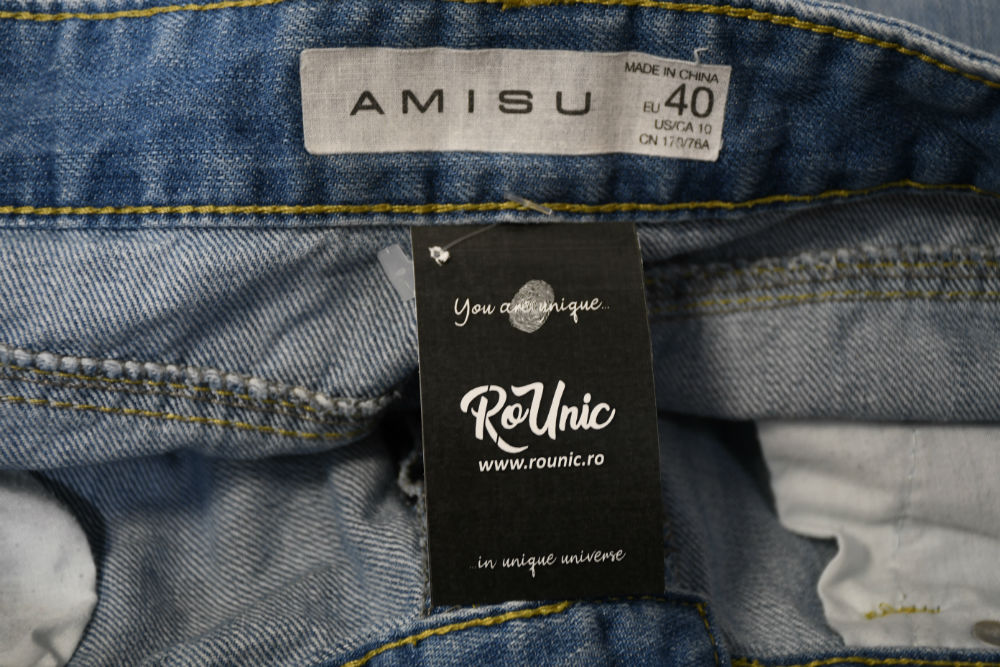 AMISU
MADE IN CHINA
EU 40
US/CA 10
CN 170/76A
You are unique...
RoUnic
www.rounic.ro
...in unique universe